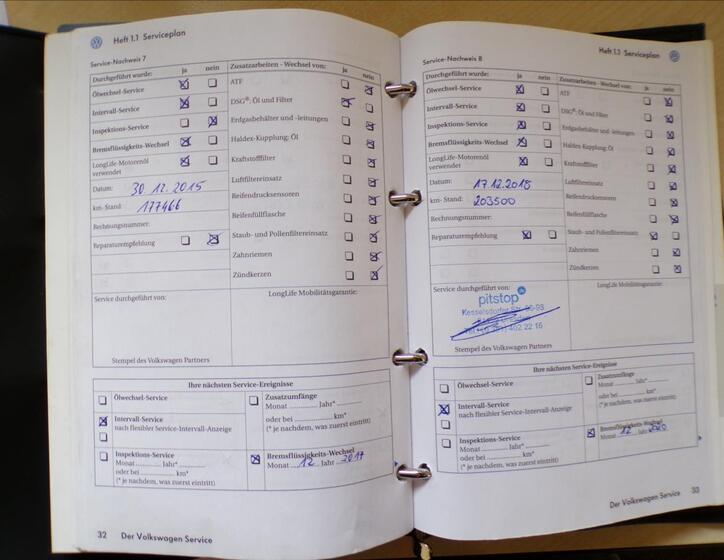 Heft 1.1 Serviceplan
Service-Nachweis 7
Durchgeführt wurde: ja nein
Ölwechsel-Service
Intervall-Service
Inspektions-Service
Bremsflüssigkeits-Wechsel
LongLife-Motorenöl
verwendet
Datum: 30.12.2015
km-Stand: 177466
Rechnungsnummer:
Reparaturempfehlung
Zusatzarbeiten - Wechsel von: ja nein
ATF
DSG®: Öl und Filter
Erdgasbehälter und -leitungen
Haldex-Kupplung: Öl
Kraftstofffilter
Luftfiltereinsatz
Reifendrucksensoren
Reifenfüllflasche
Staub- und Pollenfiltereinsatz
Zahnriemen
Zündkerzen
Service durchgeführt von:
Stempel des Volkswagen Partners
LongLife Mobilitätsgarantie:
Ihre nächsten Service-Ereignisse
Ölwechsel-Service
Intervall-Service
nach flexibler Service-Intervall-Anzeige
Inspektions-Service
Monat ............ Jahr* ............
oder bei ............ km*
(* je nachdem, was zuerst eintritt)
Zusatzumfänge
Monat ............ Jahr* ............
oder bei ............ km*
(* je nachdem, was zuerst eintritt)
Bremsflüssigkeits-Wechsel
Monat 12 Jahr 2017
32 Der Volkswagen Service
Heft 1.1 Serviceplan
Service-Nachweis 8
Durchgeführt wurde: ja nein
Ölwechsel-Service
Intervall-Service
Inspektions-Service
Bremsflüssigkeits-Wechsel
LongLife-Motorenöl
verwendet
Datum: 17.12.2018
km-Stand: 203500
Rechnungsnummer:
Reparaturempfehlung
Zusatzarbeiten - Wechsel von: ja nein
ATF
DSG®: Öl und Filter
Erdgasbehälter und -leitungen
Haldex-Kupplung: Öl
Kraftstofffilter
Luftfiltereinsatz
Reifendrucksensoren
Reifenfüllflasche
Staub- und Pollenfiltereinsatz
Zahnriemen
Zündkerzen
Service durchgeführt von:
pitstop
Kesselsdorfer Str.
402 22 16
Stempel des Volkswagen Partners
LongLife Mobilitätsgarantie:
Ihre nächsten Service-Ereignisse
Ölwechsel-Service
Intervall-Service
nach flexibler Service-Intervall-Anzeige
Inspektions-Service
Monat ............ Jahr* ............
oder bei ............ km*
(* je nachdem, was zuerst eintritt)
Zusatzumfänge
Monat ............ Jahr* ............
oder bei ............ km*
(* je nachdem, was zuerst eintritt)
Bremsflüssigkeits-Wechsel
Monat 12 Jahr 2020
Der Volkswagen Service 33